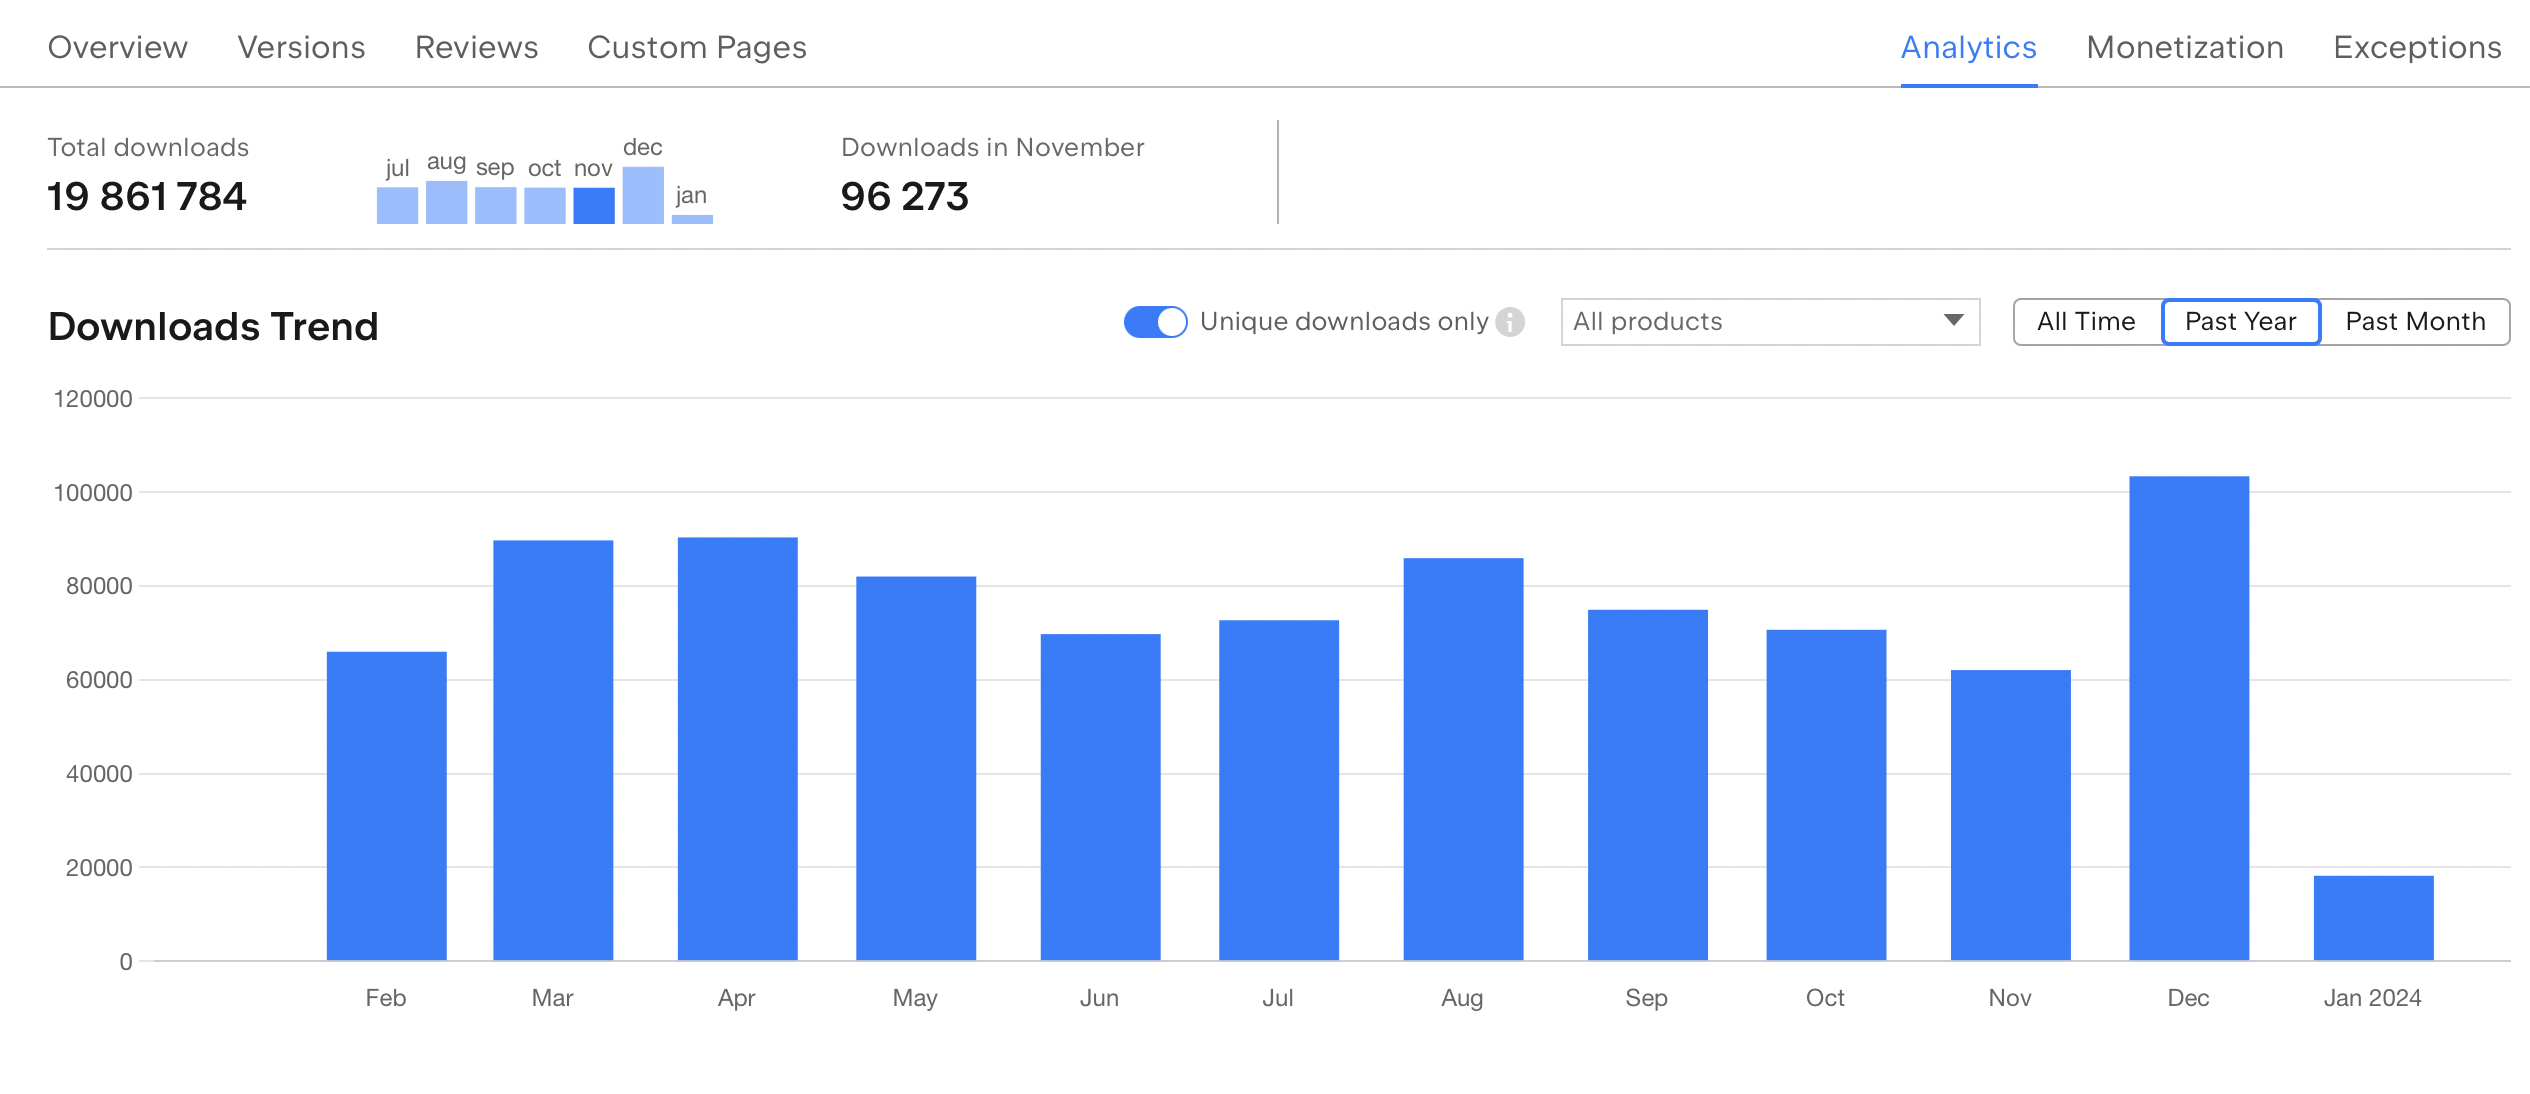 Overview Versions Reviews Custom Pages Analytics Monetization Exceptions
Total downloads
19 861 784
jul aug sep oct nov dec jan
Downloads in November
96 273
Downloads Trend
Unique downloads only
All products
All Time Past Year Past Month
120000
100000
80000
60000
40000
20000
0
Feb Mar Apr May Jun Jul Aug Sep Oct Nov Dec Jan 2024